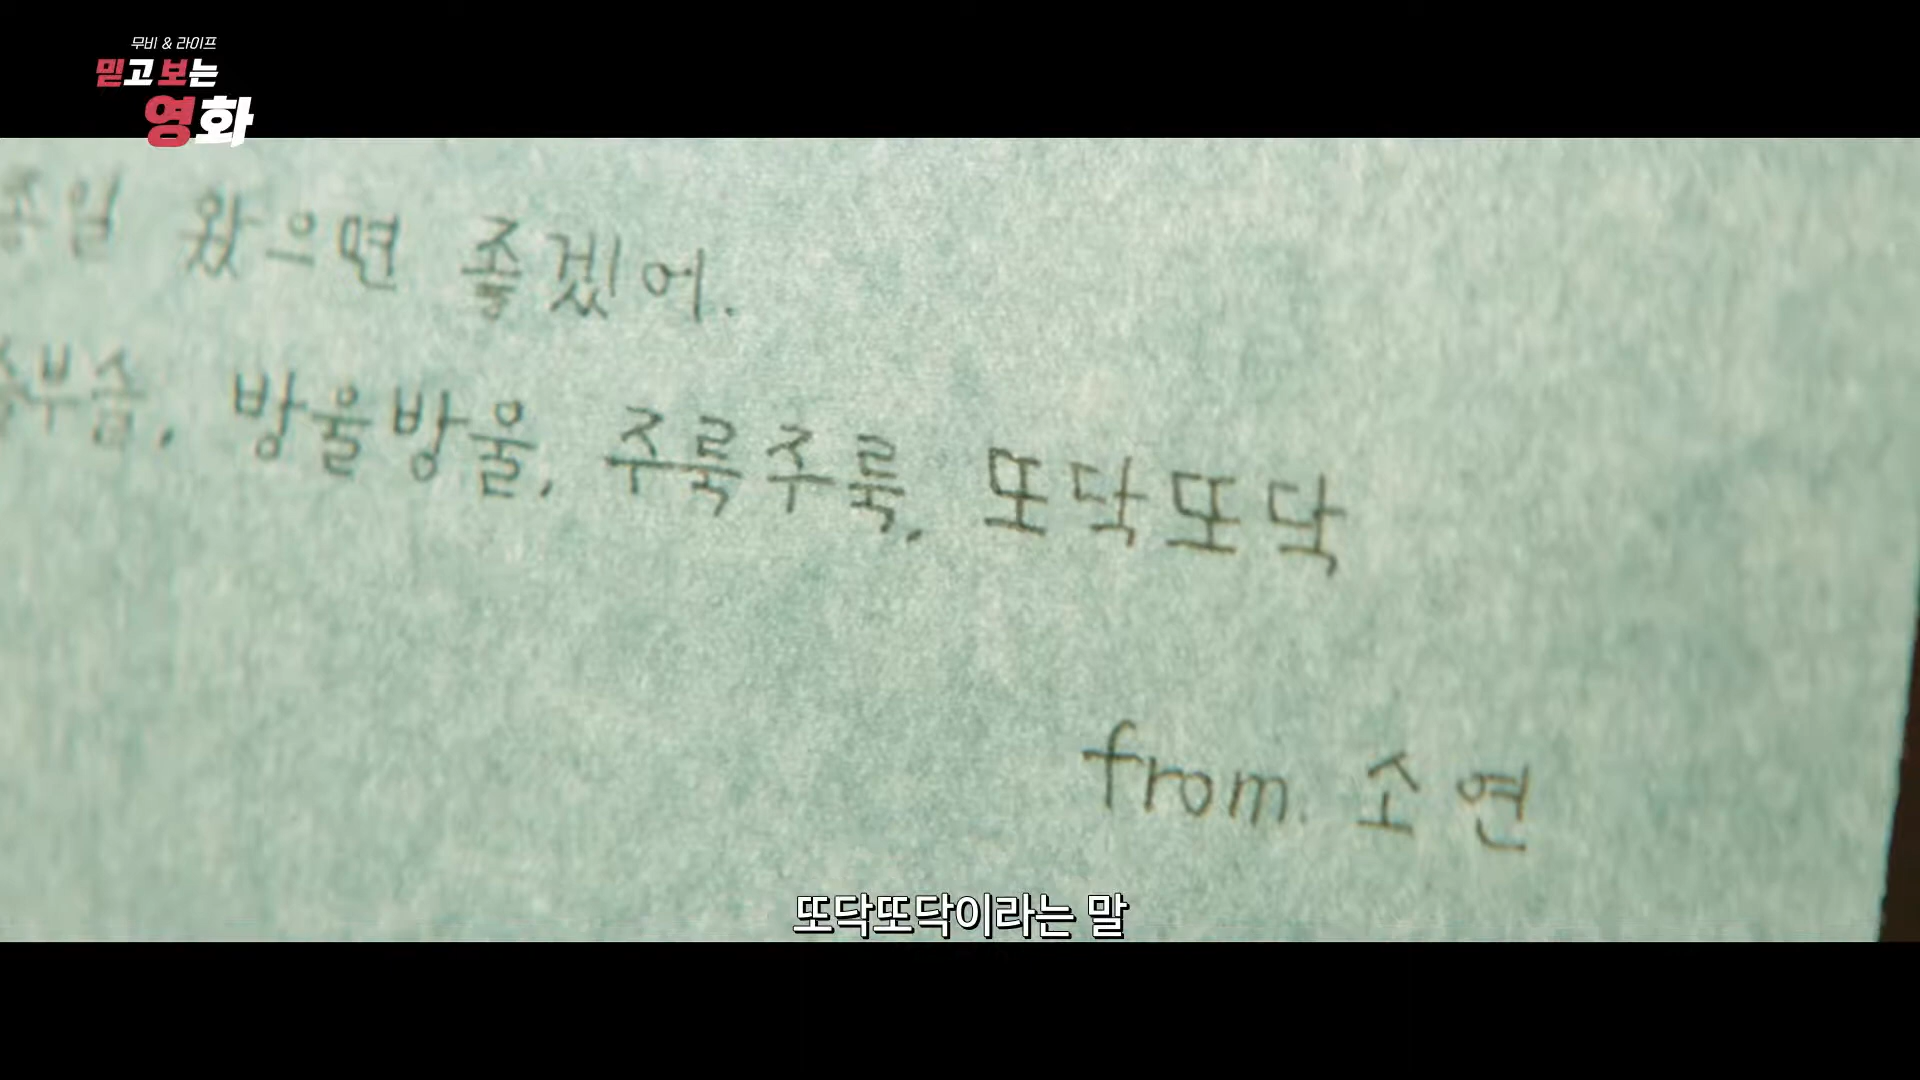 무비 & 라이프
믿고 보는
영화
종일 왔으면 좋겠어.
방울방울, 주룩주룩, 또닥또닥
from. 소연
또닥또닥이라는 말